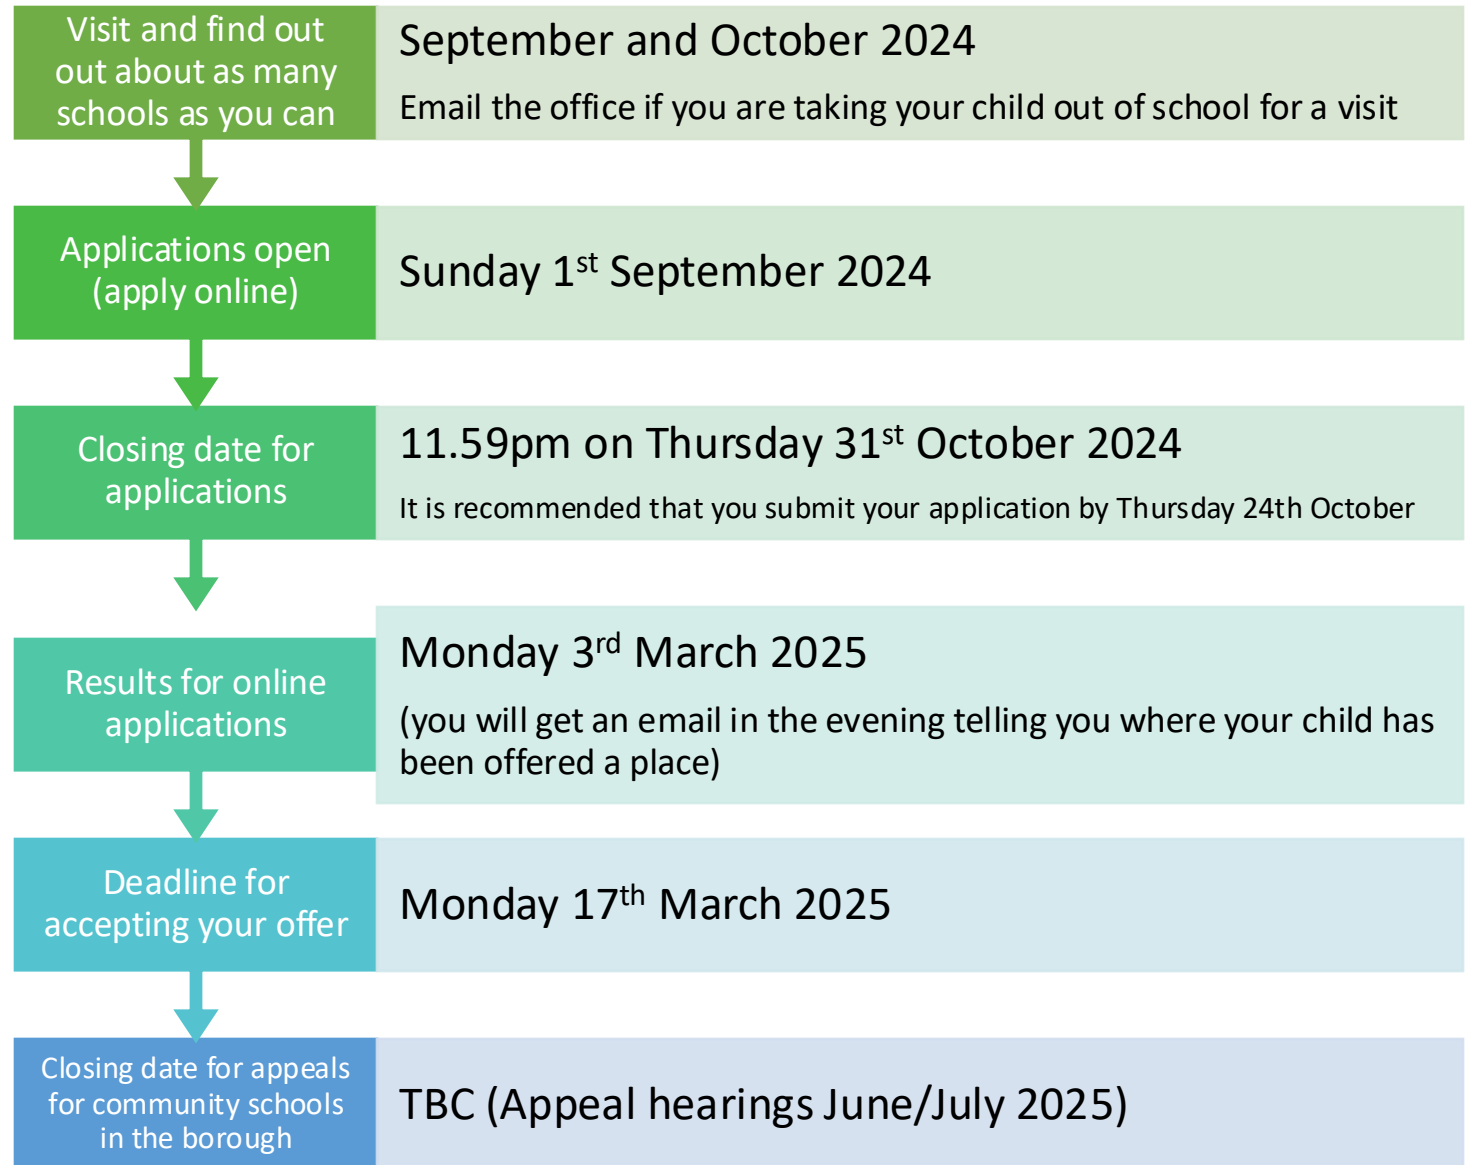 Visit and find out
out about as many
schools as you can
September and October 2024
Email the office if you are taking your child out of school for a visit
Applications open
(apply online)
Sunday 1st September 2024
Closing date for
applications
11.59pm on Thursday 31st October 2024
It is recommended that you submit your application by Thursday 24th October
Results for online
applications
Monday 3rd March 2025
(you will get an email in the evening telling you where your child has
been offered a place)
Deadline for
accepting your offer
Monday 17th March 2025
Closing date for appeals
for community schools
in the borough
TBC (Appeal hearings June/July 2025)